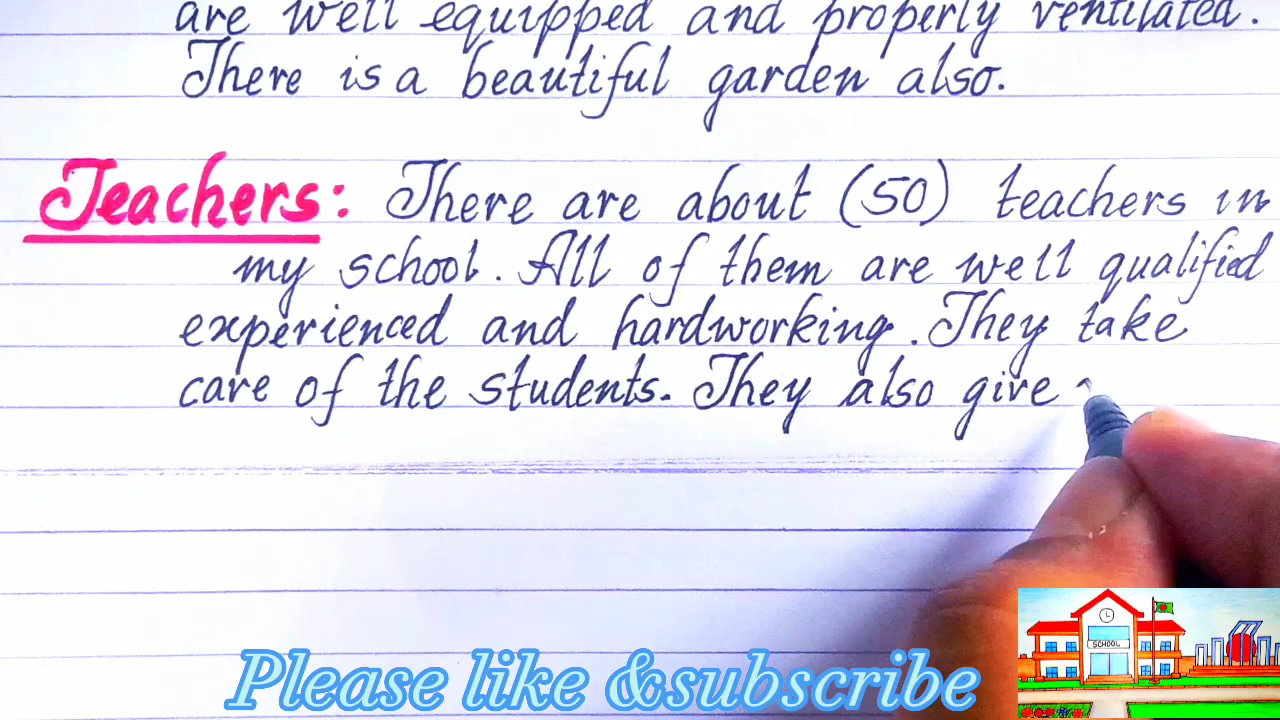 are well equipped and properly ventilated.
There is a beautiful garden also.
Teachers: There are about (50) teachers in
my school. All of them are well qualified
experienced and hardworking. They take
care of the students. They also give
Please like &subscribe
SCHOOL